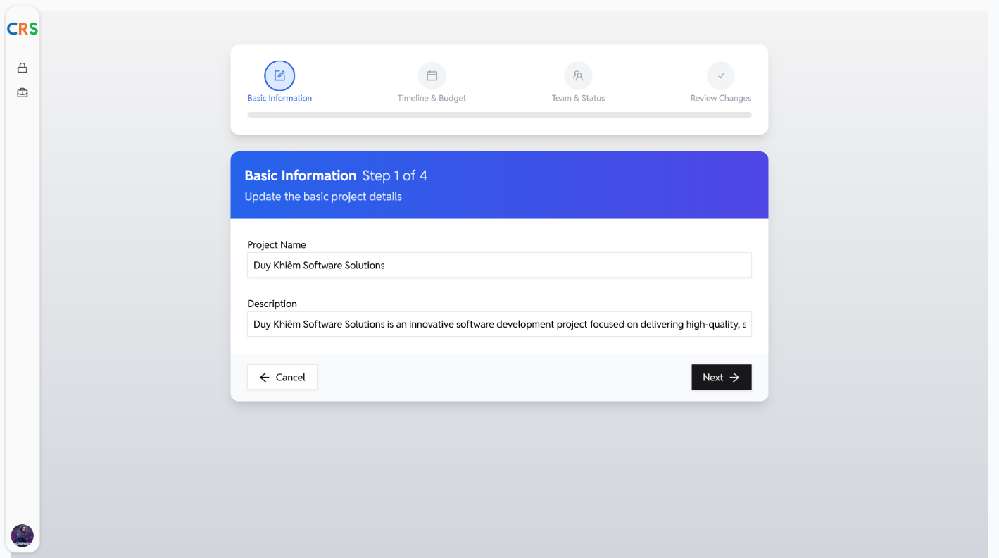 CRS
Basic Information
Timeline & Budget
Team & Status
Review Changes
Basic Information Step 1 of 4
Update the basic project details
Project Name
Duy Khiêm Software Solutions
Description
Duy Khiêm Software Solutions is an innovative software development project focused on delivering high-quality, s
Cancel
Next